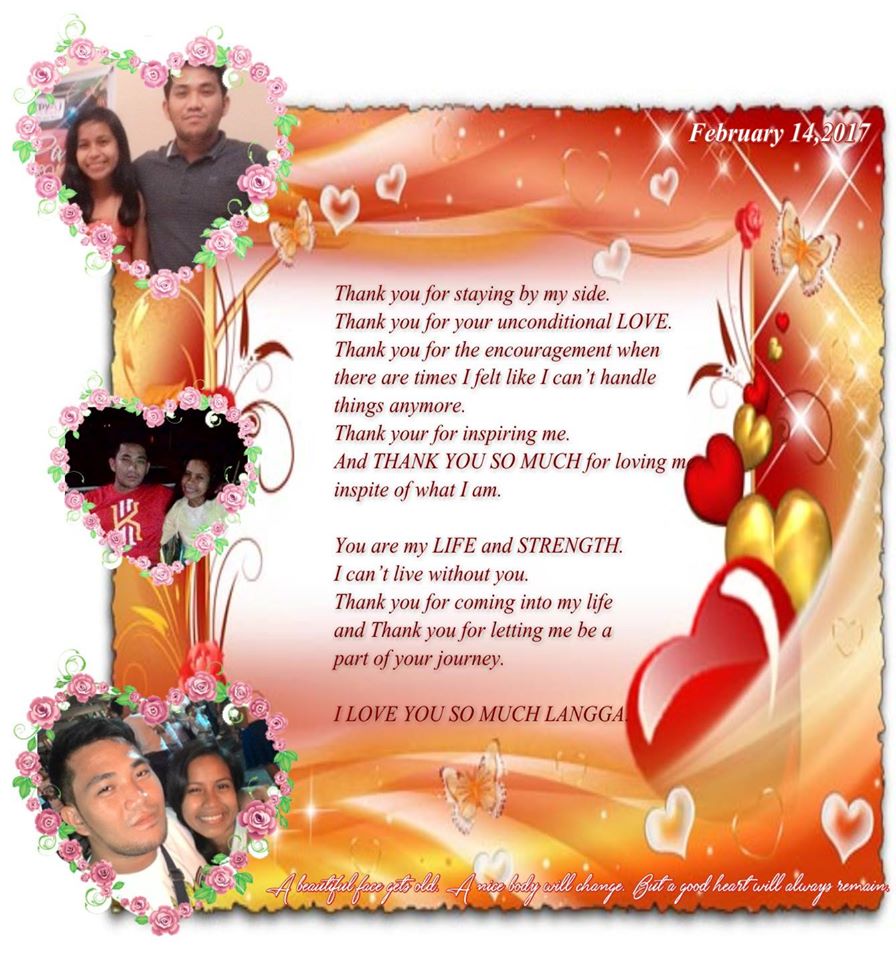 February 14,2017
Thank you for staying by my side.
Thank you for your unconditional LOVE.
Thank you for the encouragement when
there are times I felt like I can't handle
things anymore.
Thank your for inspiring me.
And THANK YOU SO MUCH for loving me
inspite of what I am.
You are my LIFE and STRENGTH.
I can't live without you.
Thank you for coming into my life
and Thank you for letting me be a
part of your journey.
I LOVE YOU SO MUCH LANGGA.
A beautiful face gets old. A nice body will change. But a good heart will always remain.